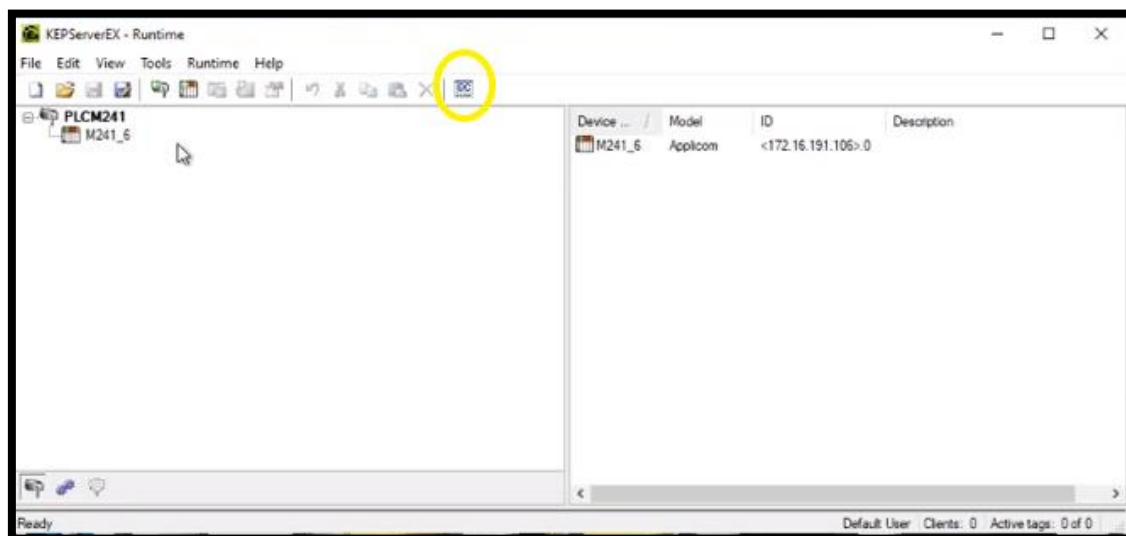 KEPServerEX - Runtime
File Edit View Tools Runtime Help
PLCM241
M241_6
Device ... / Model ID Description
M241_6 Applicom <172.16.191.106>.0
Ready Default User Clients: 0 Active tags: 0 of 0